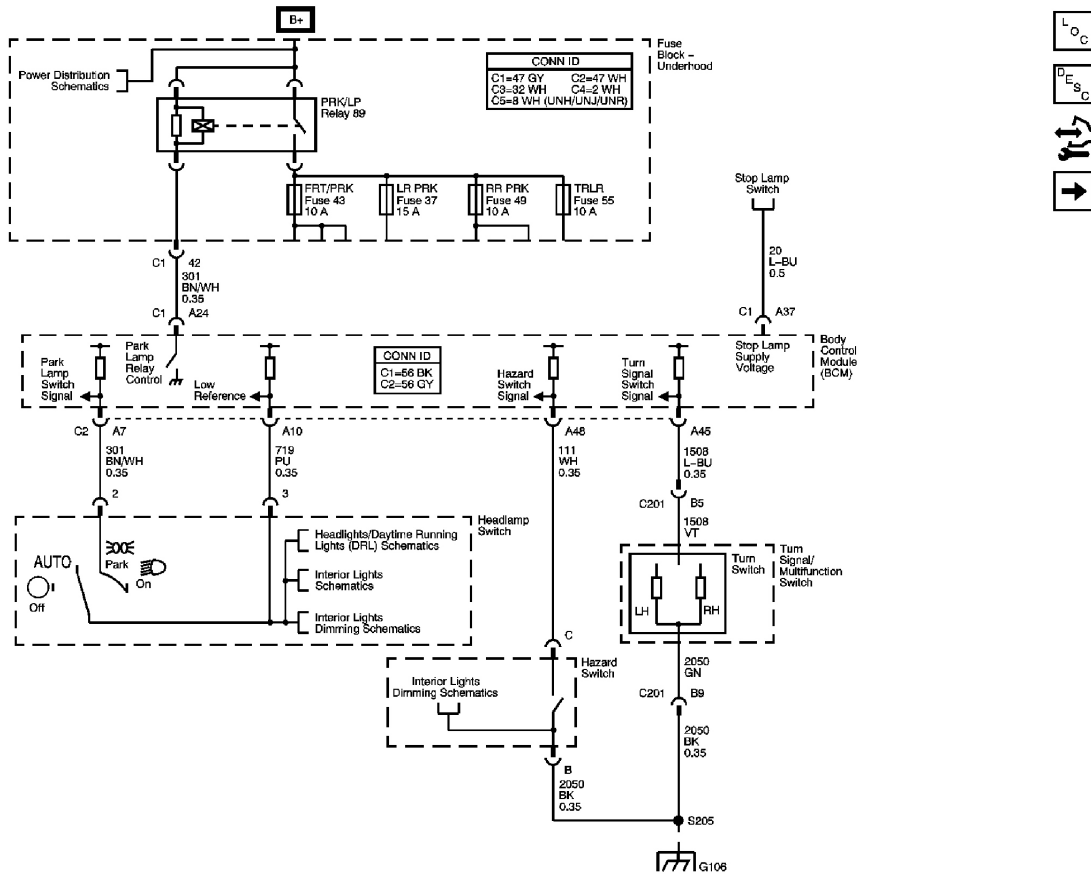 B+
Fuse
Block –
Underhood
Power Distribution
Schematics
CONN ID
C1=47 GY C2=47 WH
C3=32 WH C4=2 WH
C5=8 WH (UNH/UNJ/UNR)
PRK/LP
Relay 89
FRT/PRK
Fuse 43
10 A
LR PRK
Fuse 37
15 A
RR PRK
Fuse 49
10 A
TRLR
Fuse 55
10 A
Stop Lamp
Switch
LOC
DESC
C1 42
301
BN/WH
0.35
C1 A24
20
L-BU
0.5
C1 A37
Park
Lamp
Switch
Signal
Park
Lamp
Relay
Control
Low
Reference
CONN ID
C1=56 BK
C2=56 GY
Hazard
Switch
Signal
Turn
Signal
Switch
Signal
Stop Lamp
Supply
Voltage
Body
Control
Module
(BCM)
C2 A7
A10
A48
A45
301
BN/WH
0.35
719
PU
0.35
111
WH
0.35
1508
L-BU
0.35
2
3
C201 B5
1508
VT
Headlamp
Switch
AUTO
Off
Park
On
Headlights/Daytime Running
Lights (DRL) Schematics
Interior Lights
Schematics
Interior Lights
Dimming Schematics
Turn
Switch
LH
RH
Turn
Signal/
Multifunction
Switch
C
Hazard
Switch
Interior Lights
Dimming Schematics
2050
GN
C201 B9
2050
BK
0.35
B
2050
BK
0.35
S205
G106